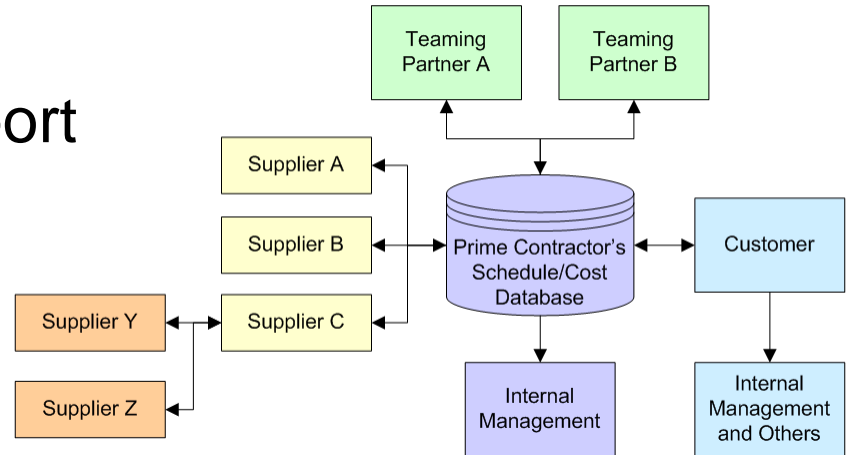 Teaming
Partner A
Teaming
Partner B
ort
Supplier A
Supplier B
Supplier C
Supplier Y
Supplier Z
Prime Contractor's
Schedule/Cost
Database
Customer
Internal
Management
Internal
Management
and Others